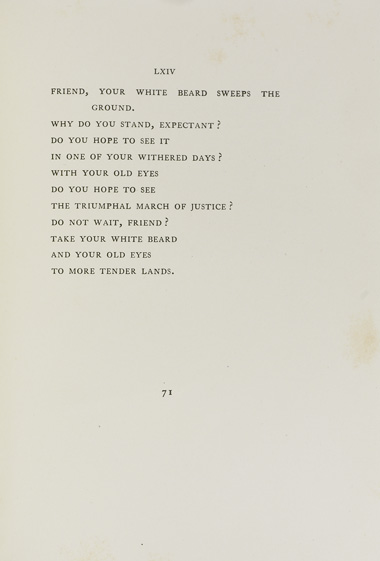 LXIV
FRIEND, YOUR WHITE BEARD SWEEPS THE
GROUND.
WHY DO YOU STAND, EXPECTANT?
DO YOU HOPE TO SEE IT
IN ONE OF YOUR WITHERED DAYS?
WITH YOUR OLD EYES
DO YOU HOPE TO SEE
THE TRIUMPHAL MARCH OF JUSTICE?
DO NOT WAIT, FRIEND?
TAKE YOUR WHITE BEARD
AND YOUR OLD EYES
TO MORE TENDER LANDS.
71